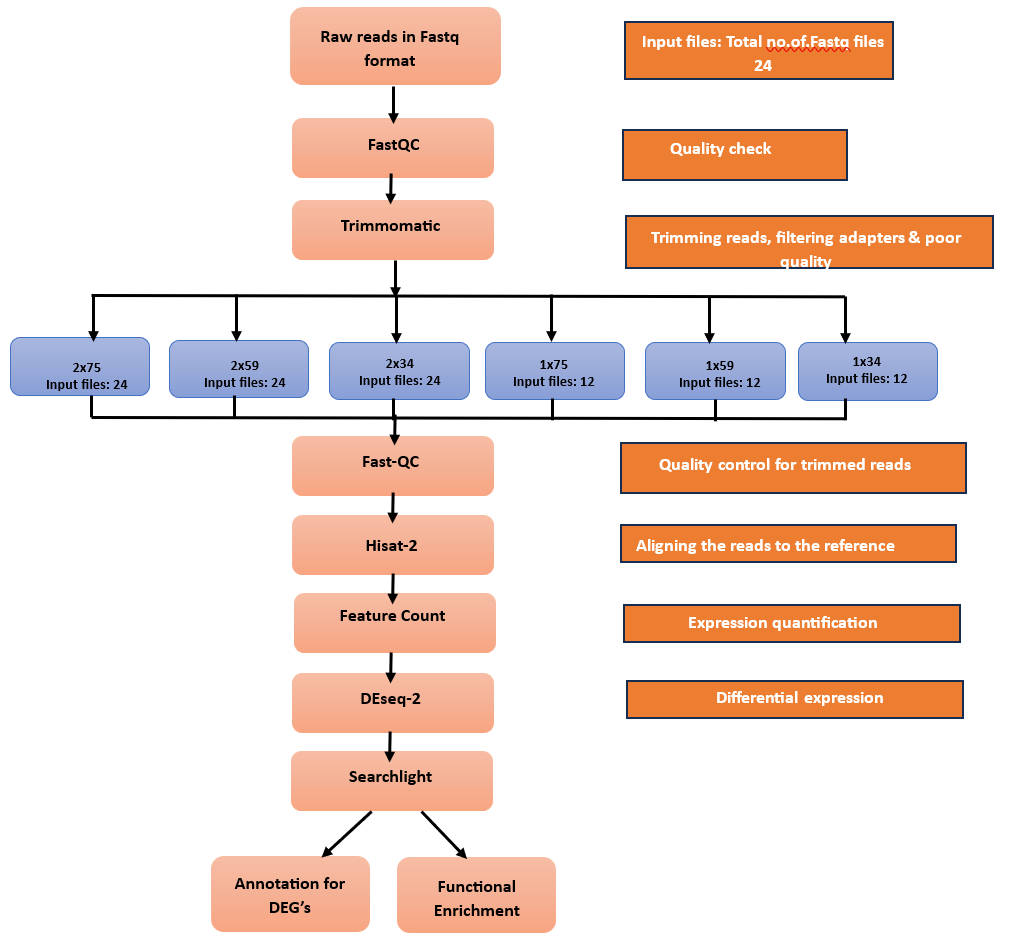 Raw reads in Fastq
format
Input files: Total no.of.Fastq files
24
FastQC
Quality check
Trimmomatic
Trimming reads, filtering adapters & poor
quality
2x75
Input files: 24
2x59
Input files: 24
2x34
Input files: 24
1x75
Input files: 12
1x59
Input files: 12
1x34
Input files: 12
Fast-QC
Quality control for trimmed reads
Hisat-2
Aligning the reads to the reference
Feature Count
Expression quantification
DEseq-2
Differential expression
Searchlight
Annotation for
DEG’s
Functional
Enrichment